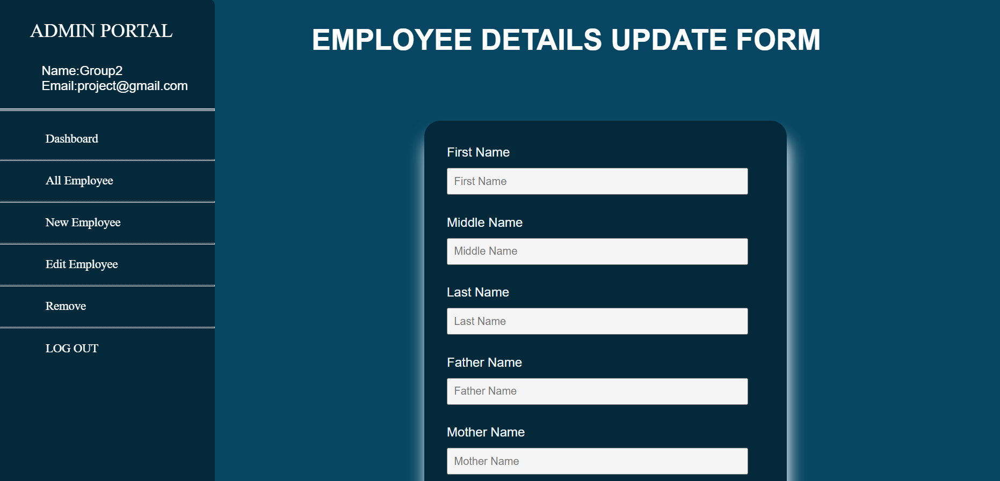 ADMIN PORTAL
Name:Group2
Email:project@gmail.com
Dashboard
All Employee
New Employee
Edit Employee
Remove
LOG OUT
EMPLOYEE DETAILS UPDATE FORM
First Name
First Name
Middle Name
Middle Name
Last Name
Last Name
Father Name
Father Name
Mother Name
Mother Name